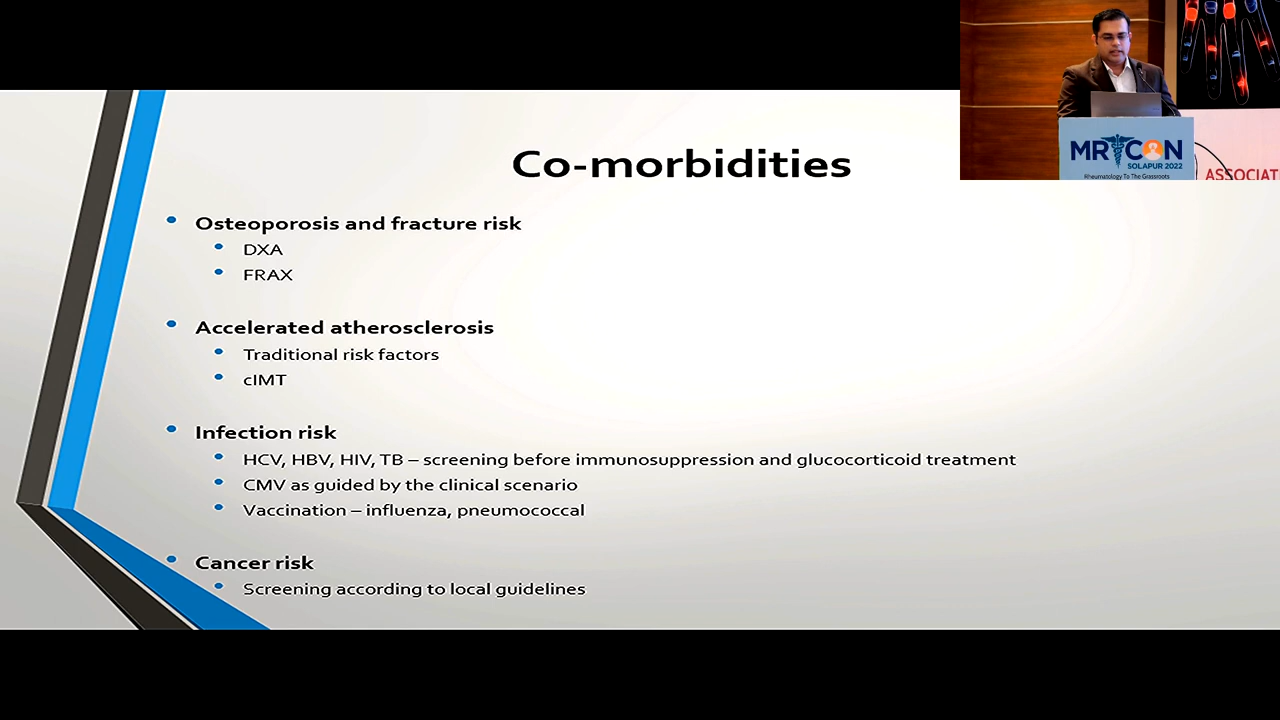 Co-morbidities
Osteoporosis and fracture risk
DXA
FRAX
Accelerated atherosclerosis
Traditional risk factors
cIMT
Infection risk
HCV, HBV, HIV, TB – screening before immunosuppression and glucocorticoid treatment
CMV as guided by the clinical scenario
Vaccination – influenza, pneumococcal
Cancer risk
Screening according to local guidelines
MRCON
SOLAPUR 2022
Rheumatology To The Grassroots
ASSOCIAT